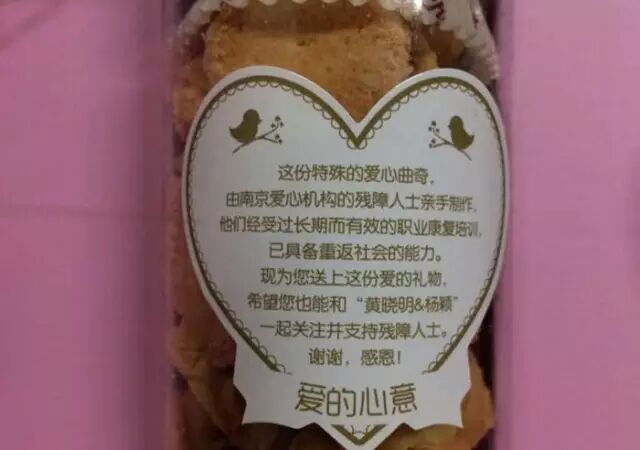 这份特殊的爱心曲奇,
由南京爱心机构的残障人士亲手制作,
他们经受过长期而有效的职业康复培训,
已具备重返社会的能力。
现为您送上这份爱的礼物,
希望您也能和“黄晓明&杨颖”
一起关注并支持残障人士。
谢谢，感恩！
爱的心意